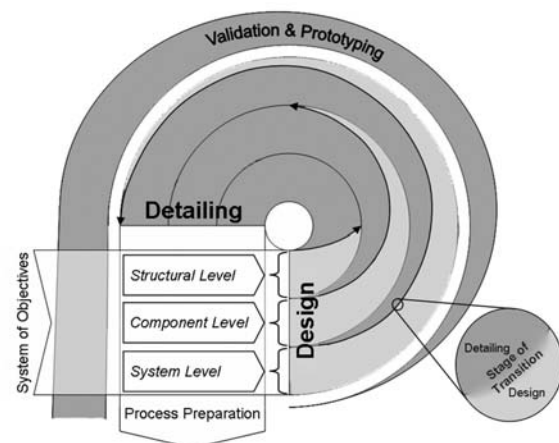 Validation & Prototyping
Detailing
System of Objectives
Structural Level
Component Level
System Level
Design
Process Preparation
Detailing
Stage of
Transition
Design